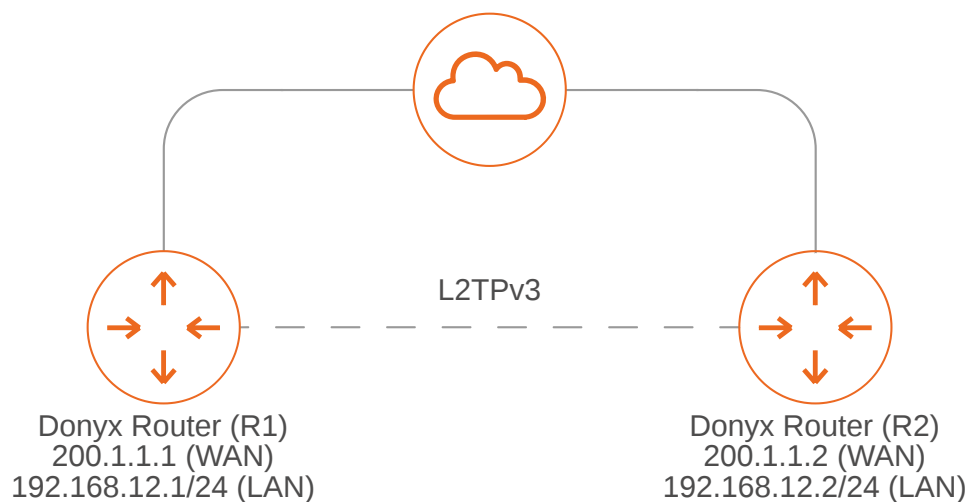 L2TPv3
Donyx Router (R1)
200.1.1.1 (WAN)
192.168.12.1/24 (LAN)
Donyx Router (R2)
200.1.1.2 (WAN)
192.168.12.2/24 (LAN)